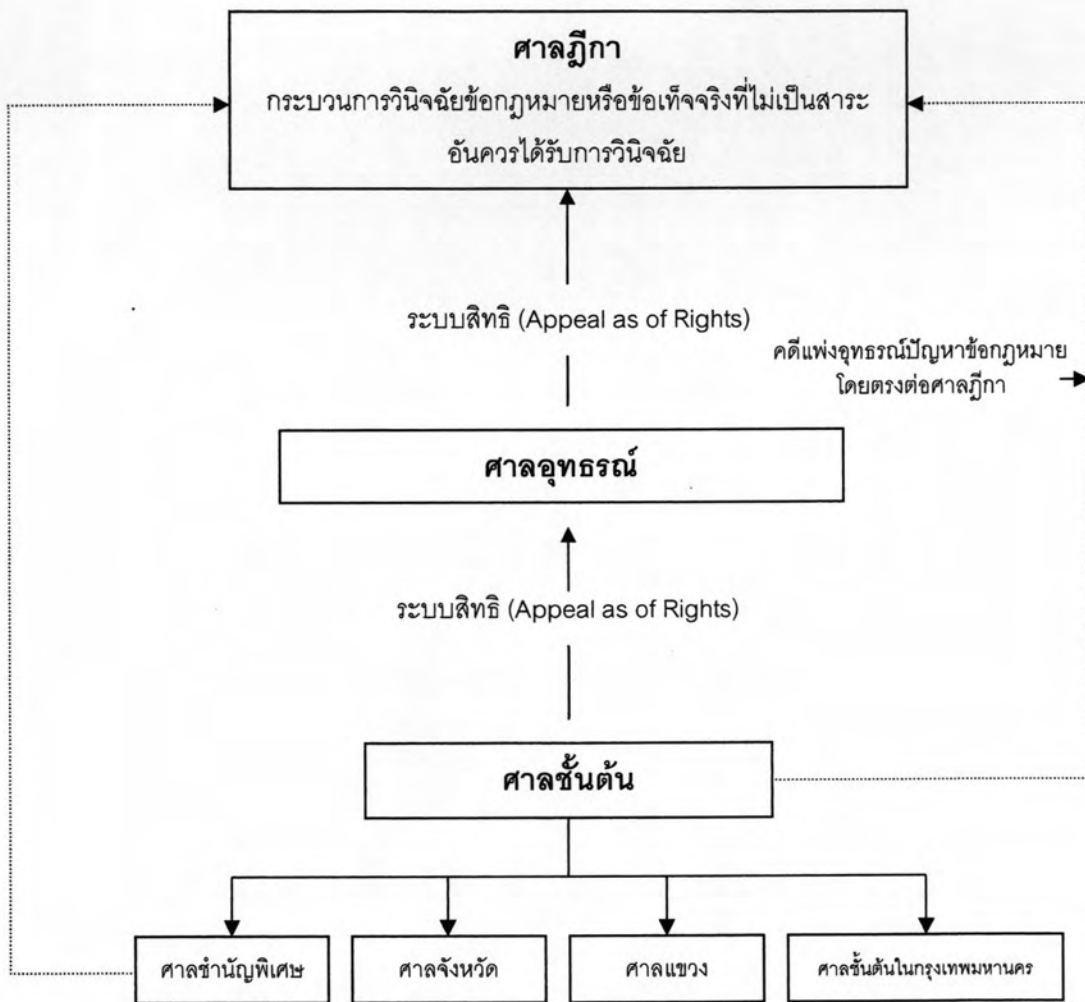 ศาลฎีกา
กระบวนการวินิจฉัยข้อกฎหมายหรือข้อเท็จจริงที่ไม่เป็นสาระ
อันควรได้รับการวินิจฉัย
ระบบสิทธิ (Appeal as of Rights)
คดีแพ่งอุทธรณ์ปัญหาข้อกฎหมาย
โดยตรงต่อศาลฎีกา
ศาลอุทธรณ์
ระบบสิทธิ (Appeal as of Rights)
ศาลชั้นต้น
ศาลชำนัญพิเศษ
ศาลจังหวัด
ศาลแขวง
ศาลชั้นต้นในกรุงเทพมหานคร